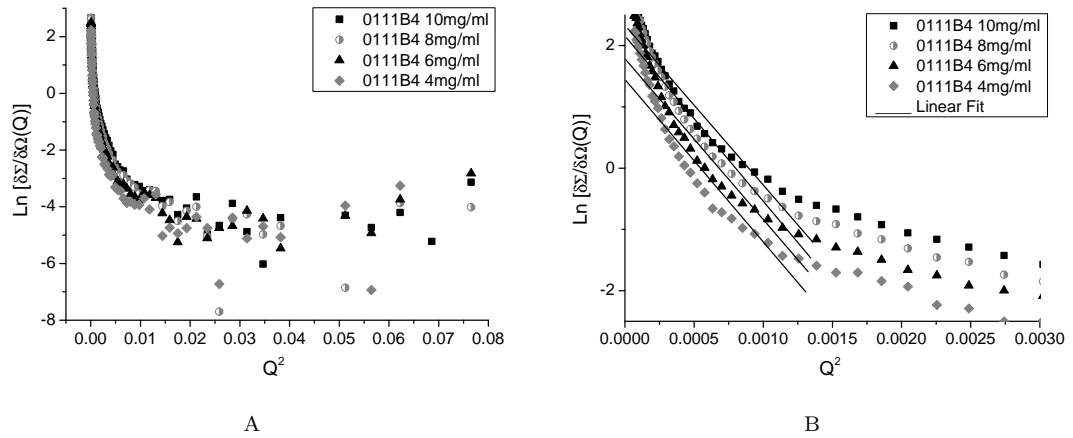 2
0
-2
-4
-6
-8
0.00 0.01 0.02 0.03 0.04 0.05 0.06 0.07 0.08
Ln [δΣ/δΩ(Q)]
Q²
0111B4 10mg/ml
0111B4 8mg/ml
0111B4 6mg/ml
0111B4 4mg/ml
A
2
0
-2
0.0000 0.0005 0.0010 0.0015 0.0020 0.0025 0.0030
Ln [δΣ/δΩ(Q)]
Q²
0111B4 10mg/ml
0111B4 8mg/ml
0111B4 6mg/ml
0111B4 4mg/ml
Linear Fit
B